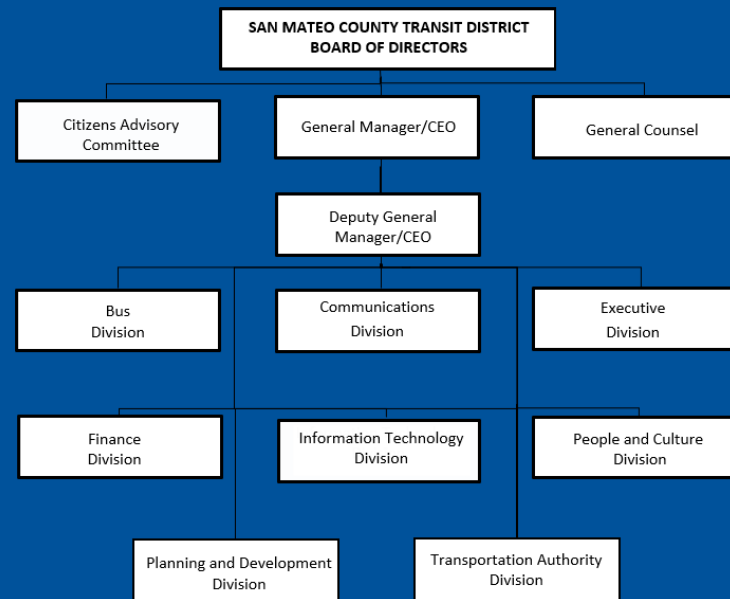 SAN MATEO COUNTY TRANSIT DISTRICT
BOARD OF DIRECTORS
Citizens Advisory
Committee
General Manager/CEO
General Counsel
Deputy General
Manager/CEO
Bus
Division
Communications
Division
Executive
Division
Finance
Division
Information Technology
Division
People and Culture
Division
Planning and Development
Division
Transportation Authority
Division